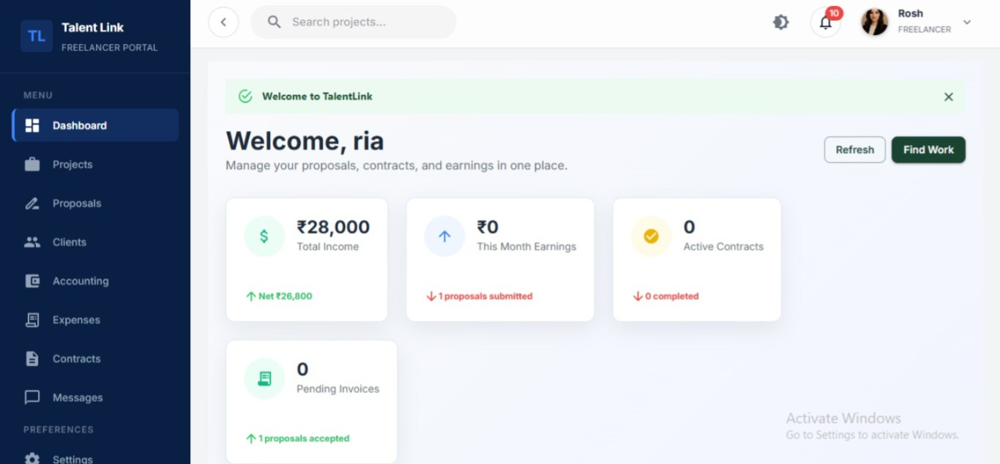 TL
Talent Link
FREELANCER PORTAL
MENU
Dashboard
Projects
Proposals
Clients
Accounting
Expenses
Contracts
Messages
PREFERENCES
Settings
Search projects...
10
Rosh
FREELANCER
Welcome to TalentLink
Welcome, ria
Manage your proposals, contracts, and earnings in one place.
Refresh
Find Work
$
₹28,000
Total Income
Net ₹26,800
₹0
This Month Earnings
1 proposals submitted
0
Active Contracts
0 completed
0
Pending Invoices
1 proposals accepted
Activate Windows
Go to Settings to activate Windows.